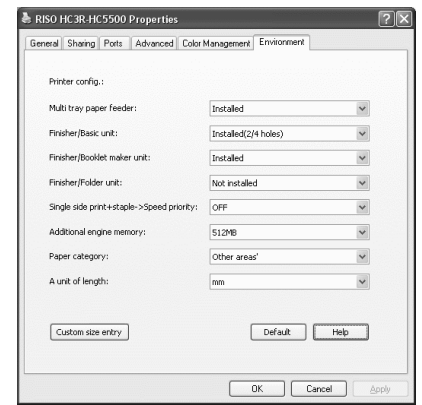 RISO HC3R-HC5500 Properties
General Sharing Ports Advanced Color Management Environment
Printer config.:
Multi tray paper feeder: Installed
Finisher/Basic unit: Installed(2/4 holes)
Finisher/Booklet maker unit: Installed
Finisher/Folder unit: Not installed
Single side print+staple->Speed priority: OFF
Additional engine memory: 512MB
Paper category: Other areas'
A unit of length: mm
Custom size entry Default Help
OK Cancel Apply